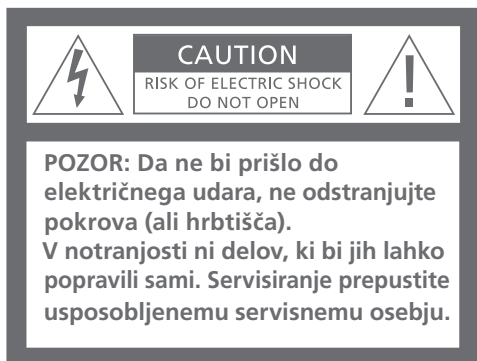 CAUTION
RISK OF ELECTRIC SHOCK
DO NOT OPEN
POZOR: Da ne bi prišlo do
električnega udara, ne odstranjujte
pokrova (ali hrbtišča).
V notranjosti ni delov, ki bi jih lahko
popravili sami. Servisiranje prepustite
usposobljenemu servisnemu osebju.